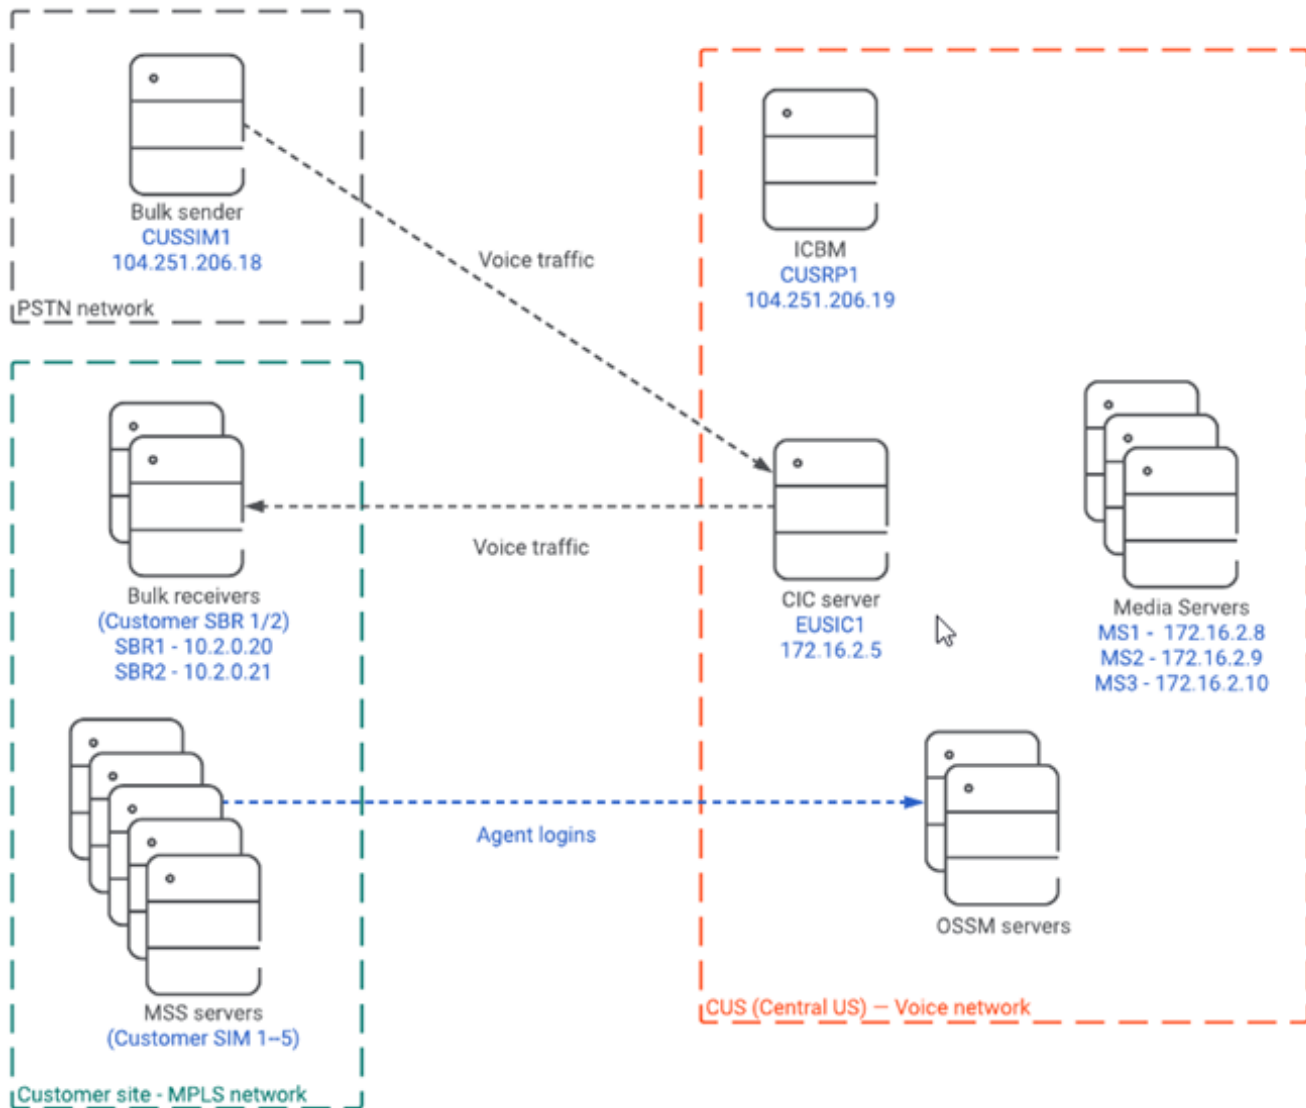 Bulk sender
CUSSIM1
104.251.206.18
PSTN network
Voice traffic
ICBM
CUSRP1
104.251.206.19
Bulk receivers
(Customer SBR 1/2)
SBR1 - 10.2.0.20
SBR2 - 10.2.0.21
Voice traffic
CIC server
EUSIC1
172.16.2.5
Media Servers
MS1 - 172.16.2.8
MS2 - 172.16.2.9
MS3 - 172.16.2.10
MSS servers
(Customer SIM 1--5)
Agent logins
OSSM servers
Customer site - MPLS network
CUS (Central US) — Voice network